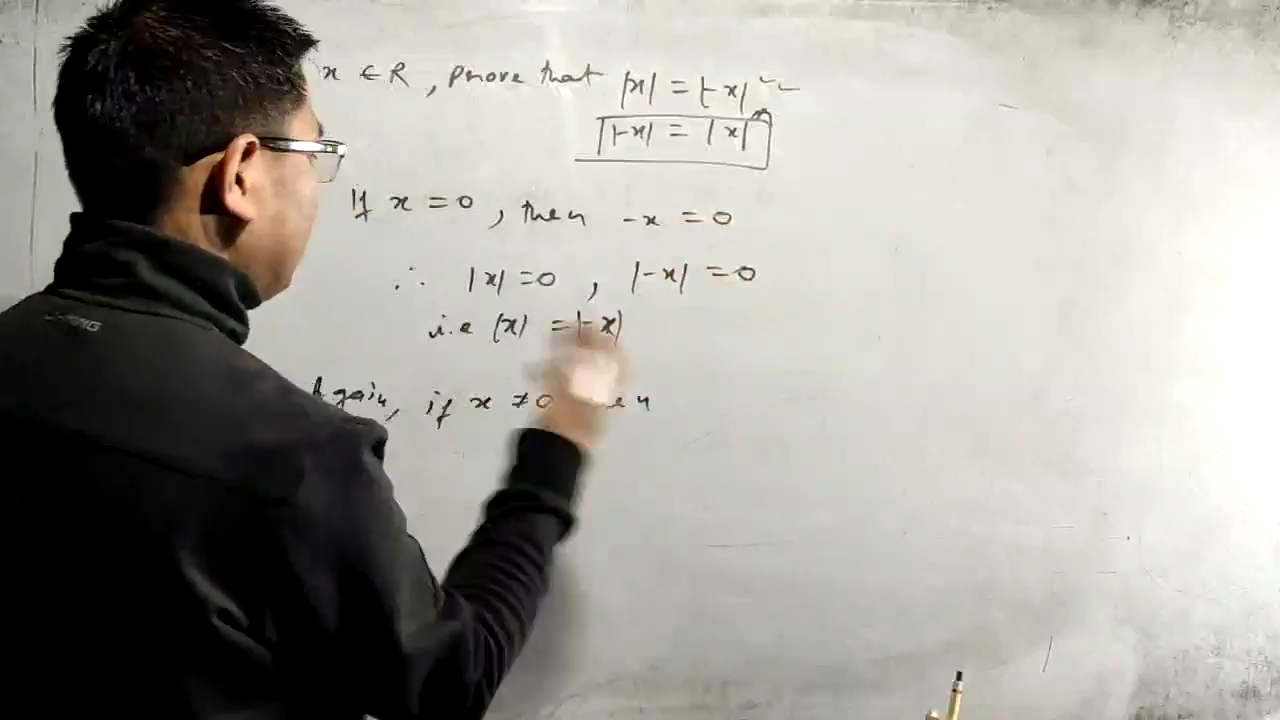 x ∈ R, prove that |x| = |-x|
|-x| = |x|
If x = 0, then -x = 0
∴ |x| = 0, |-x| = 0
i.e |x| = |-x|
Again, if x ≠ 0